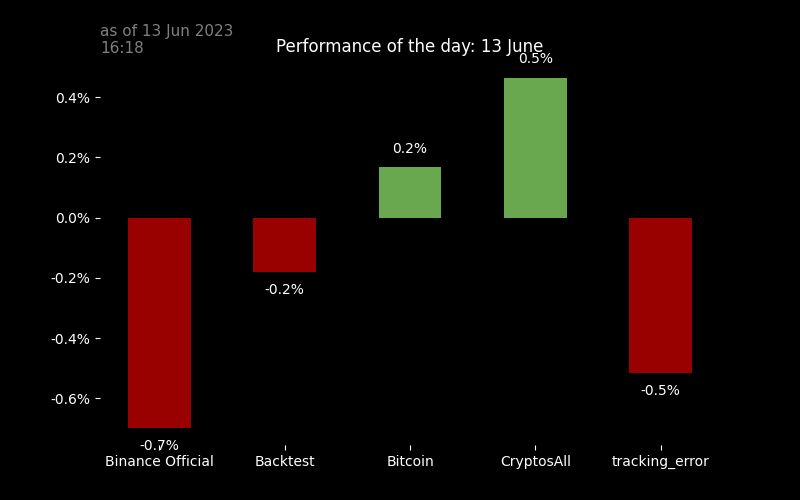 as of 13 Jun 2023
16:18
Performance of the day: 13 June
0.5%
0.4%
0.2%
0.2%
0.0%
-0.2%
-0.2%
-0.4%
-0.6%
-0.5%
-0.7%
Binance Official
Backtest
Bitcoin
CryptosAll
tracking_error